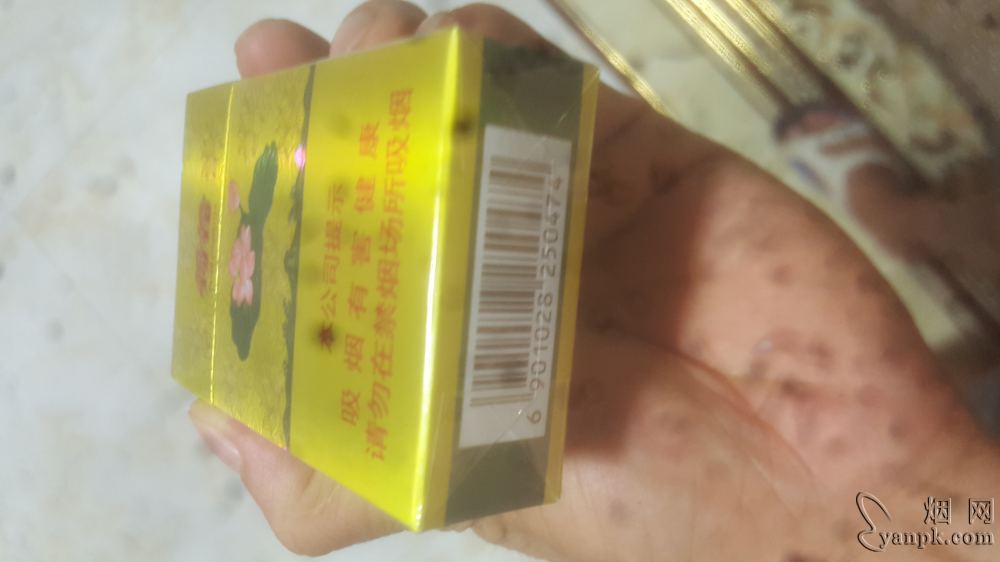 本公司提示
吸烟有害健康
请勿在禁烟场所吸烟
6 901028 250474
烟网
yanpk.com